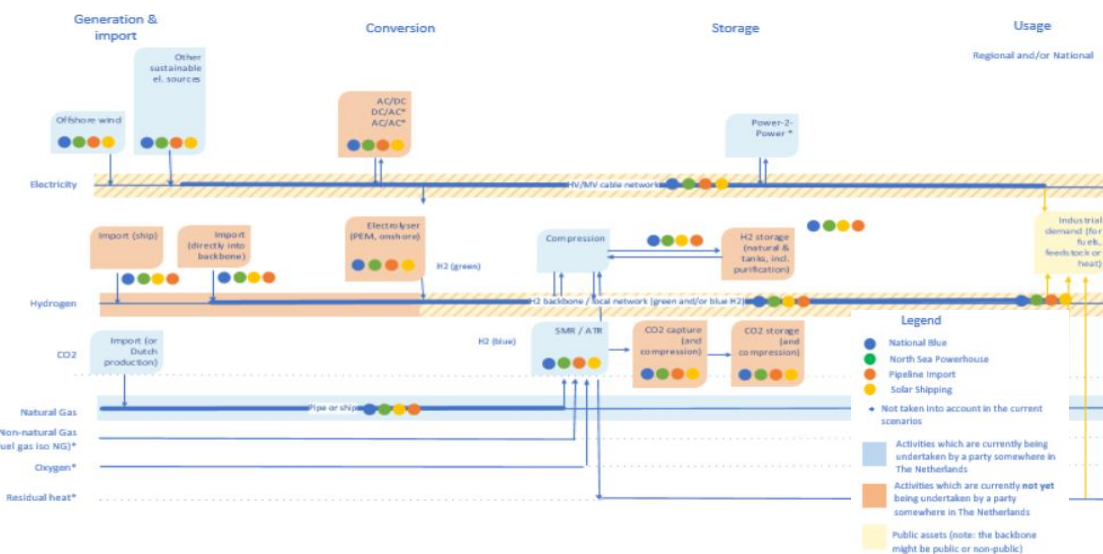 Generation &
import
Conversion
Storage
Usage
Regional and/or National
Other
sustainable
el. sources
Offshore wind
AC/DC
DC/AC*
AC/AC*
Power-2-
Power *
Electricity
HV/MV cable network
Import (ship)
Import
(directly into
backbone)
Electrolyser
(PEM, onshore)
H2 (green)
Compression
H2 storage
(natural &
tanks, incl.
purification)
Industrial
demand (for
fuels,
feedstock or
heat)
Hydrogen
H2 backbone / local network (green and/or blue H2)
CO2
Import (or
Dutch
production)
H2 (blue)
SMR / ATR
CO2 capture
(and
compression)
CO2 storage
(and
compression)
Natural Gas
Pipe or ship
Non-natural Gas
uel gas iso NG)*
Oxygen*
Residual heat*
Legend
National Blue
North Sea Powerhouse
Pipeline Import
Solar Shipping
* Not taken into account in the current
scenarios
Activities which are currently being
undertaken by a party somewhere in
The Netherlands
Activities which are currently not yet
being undertaken by a party
somewhere in The Netherlands
Public assets (note: the backbone
might be public or non-public)